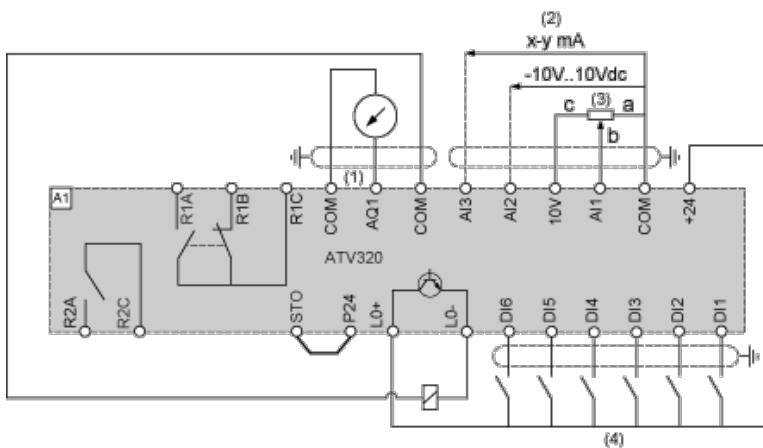 (2)
x-y mA
-10V..10Vdc
c (3) a
b
(1)
A1
R1A R1B R1C COM AQ1 COM AI3 AI2 10V AI1 COM +24
ATV320
R2A R2C STO P24 L0+ L0- DI6 DI5 DI4 DI3 DI2 DI1
(4)